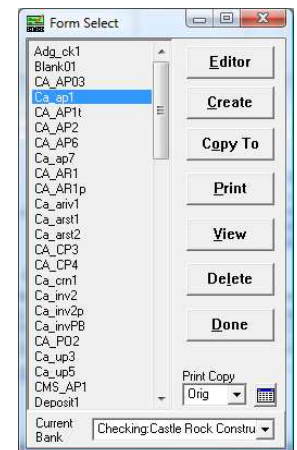 Form Select
Adg_ck1
Blank01
CA_AP03
Ca_ap1
CA_AP1t
CA_AP2
CA_AP6
Ca_ap7
CA_AR1
CA_AR1p
Ca_ariv1
Ca_arst1
Ca_arst2
CA_CP3
CA_CP4
Ca_crn1
Ca_inv2
Ca_inv2p
Ca_invPB
CA_PO2
Ca_up3
Ca_up5
CMS_AP1
Deposit1
Editor
Create
Copy To
Print
View
Delete
Done
Print Copy
Orig
Current
Bank
Checking:Castle Rock Constru